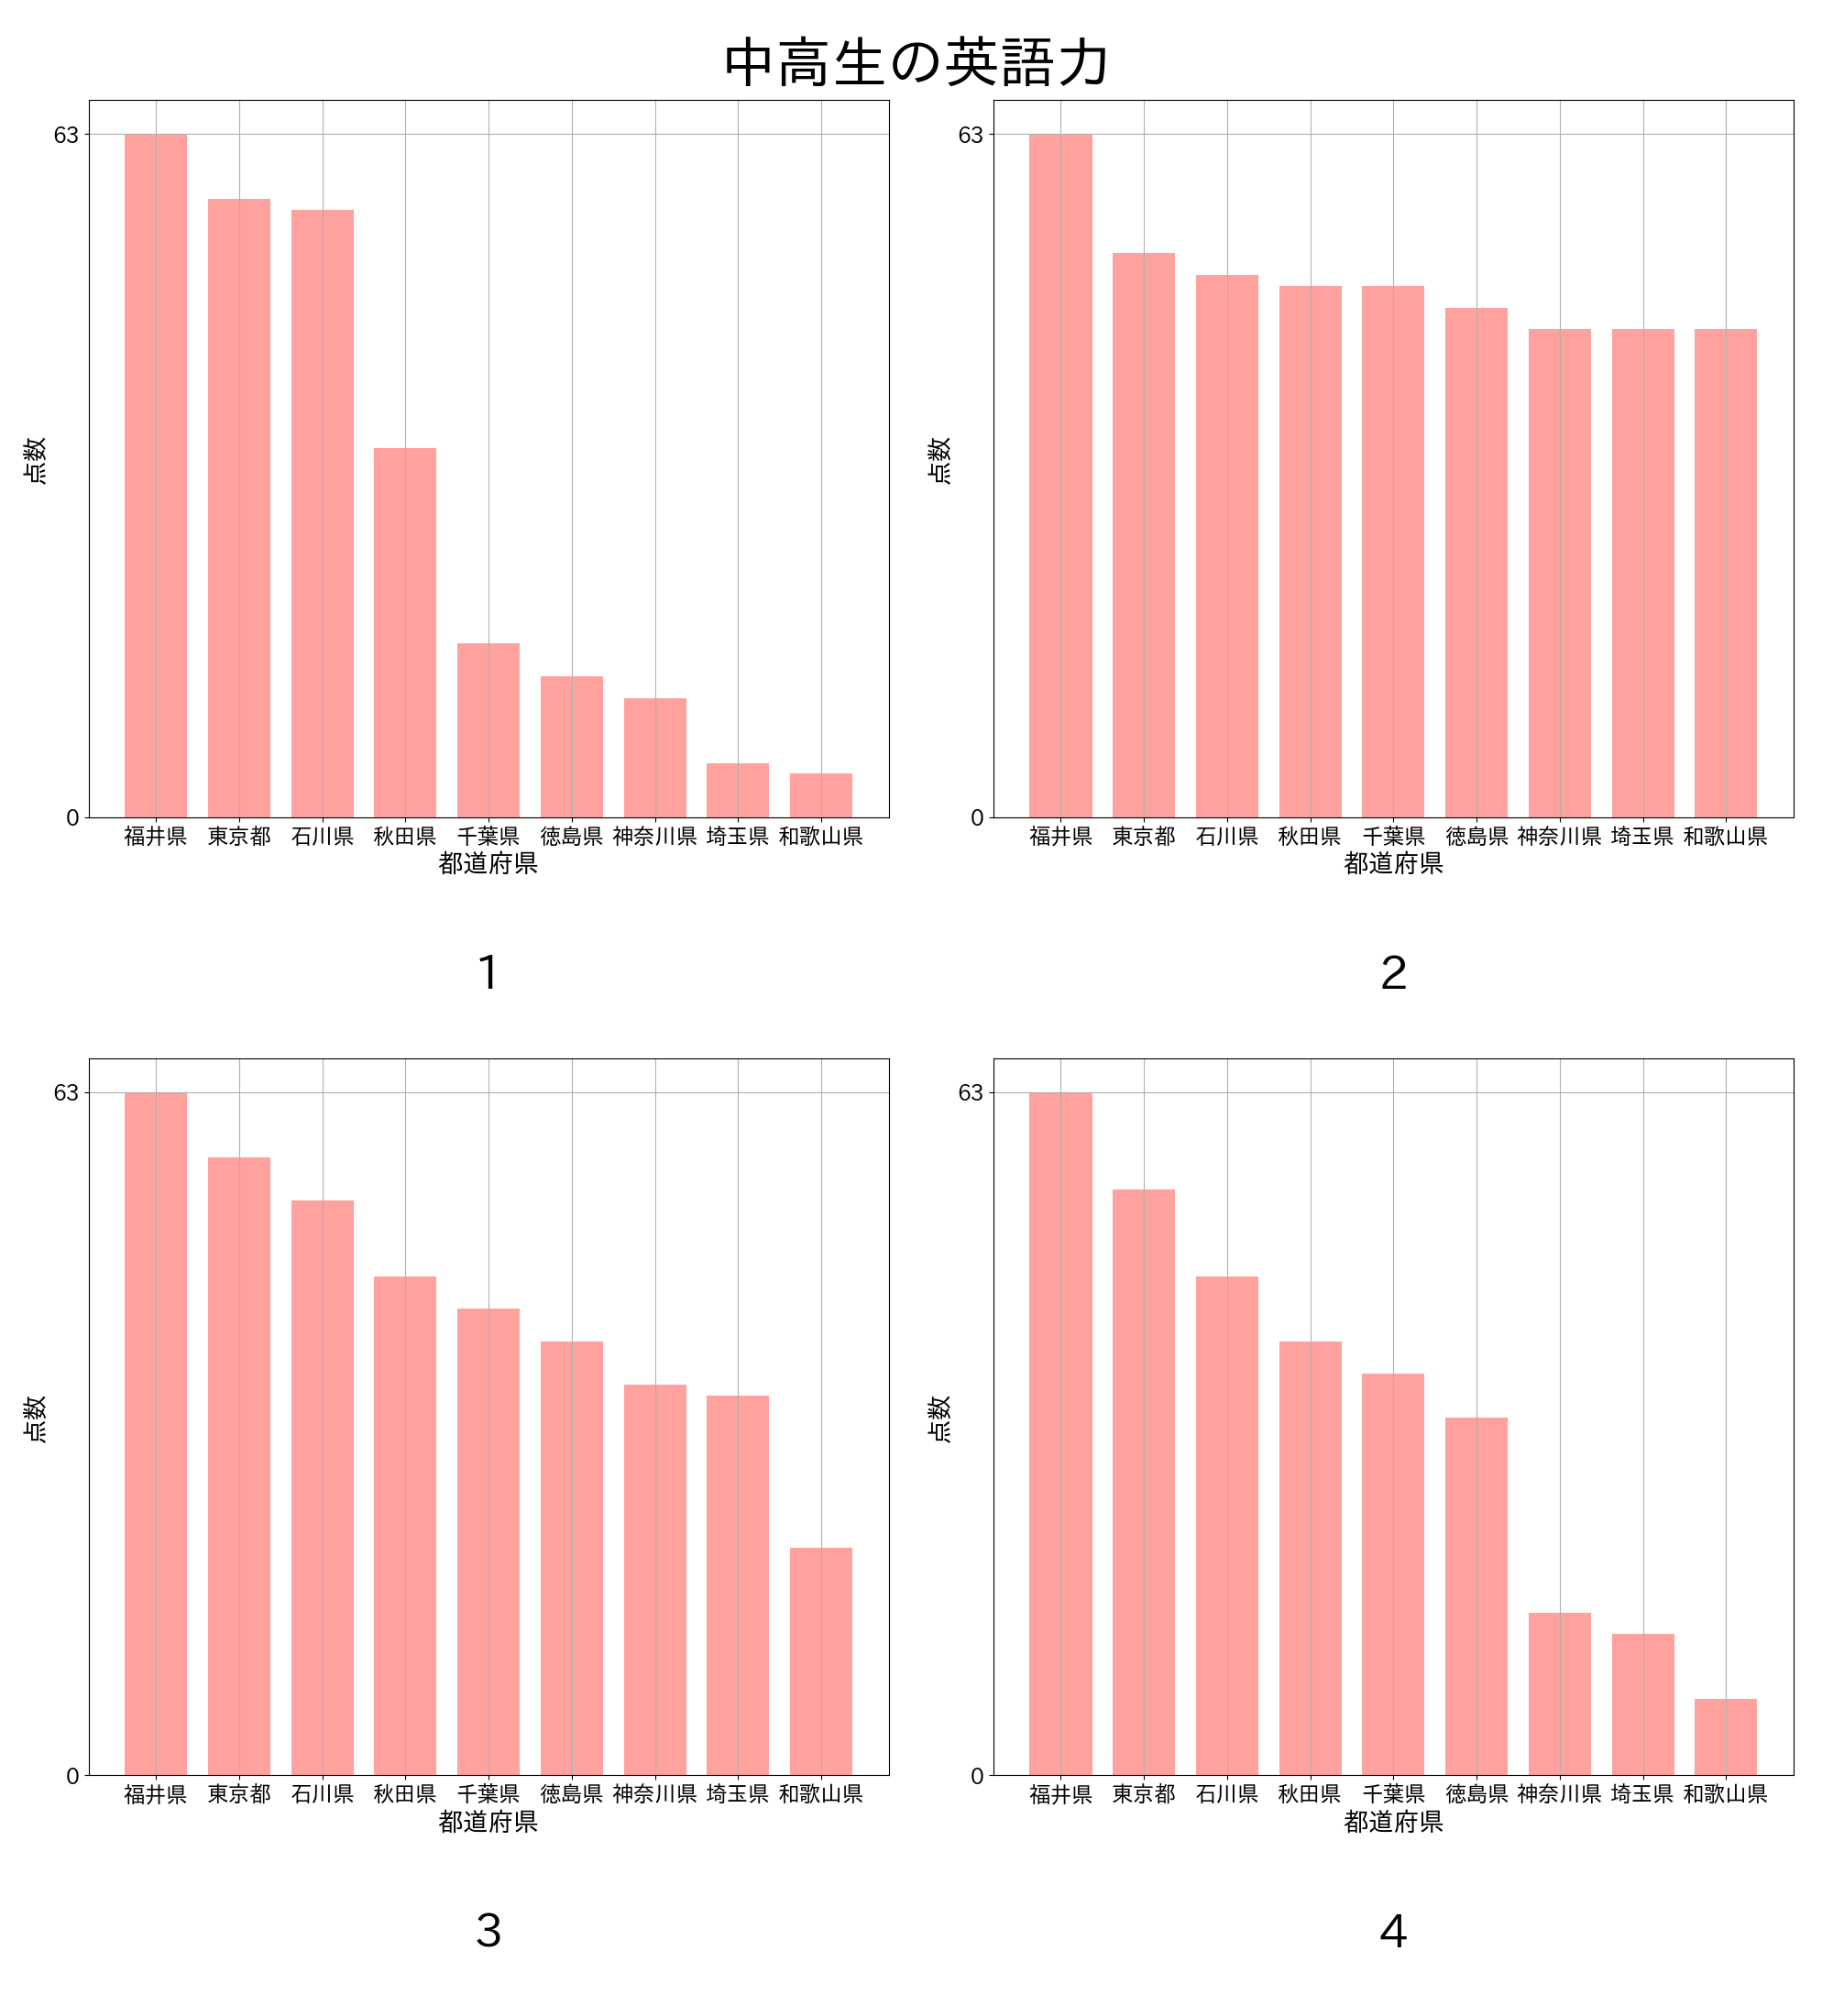 中高生の英語力
63
0
点数
福井県 東京都 石川県 秋田県 千葉県 徳島県 神奈川県 埼玉県 和歌山県
都道府県
1
63
0
点数
福井県 東京都 石川県 秋田県 千葉県 徳島県 神奈川県 埼玉県 和歌山県
都道府県
2
63
0
点数
福井県 東京都 石川県 秋田県 千葉県 徳島県 神奈川県 埼玉県 和歌山県
都道府県
3
63
0
点数
福井県 東京都 石川県 秋田県 千葉県 徳島県 神奈川県 埼玉県 和歌山県
都道府県
4